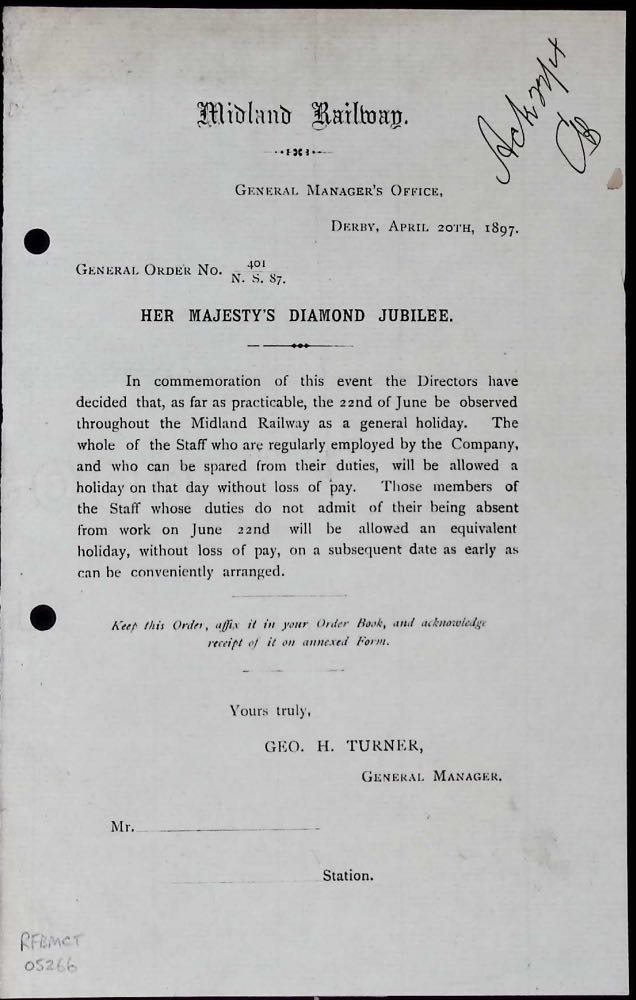 Ack 22/4
Midland Railway.
GENERAL MANAGER'S OFFICE,
DERBY, APRIL 20TH, 1897.
GENERAL ORDER NO. 401
N. S. 87.
HER MAJESTY'S DIAMOND JUBILEE.
In commemoration of this event the Directors have
decided that, as far as practicable, the 22nd of June be observed
throughout the Midland Railway as a general holiday. The
whole of the Staff who are regularly employed by the Company,
and who can be spared from their duties, will be allowed a
holiday on that day without loss of pay. Those members of
the Staff whose duties do not admit of their being absent
from work on June 22nd will be allowed an equivalent
holiday, without loss of pay, on a subsequent date as early as
can be conveniently arranged.
Keep this Order, affix it in your Order Book, and acknowledge
receipt of it on annexed Form.
Yours truly,
GEO. H. TURNER,
GENERAL MANAGER.
Mr.
Station.
RFBMCT
05266